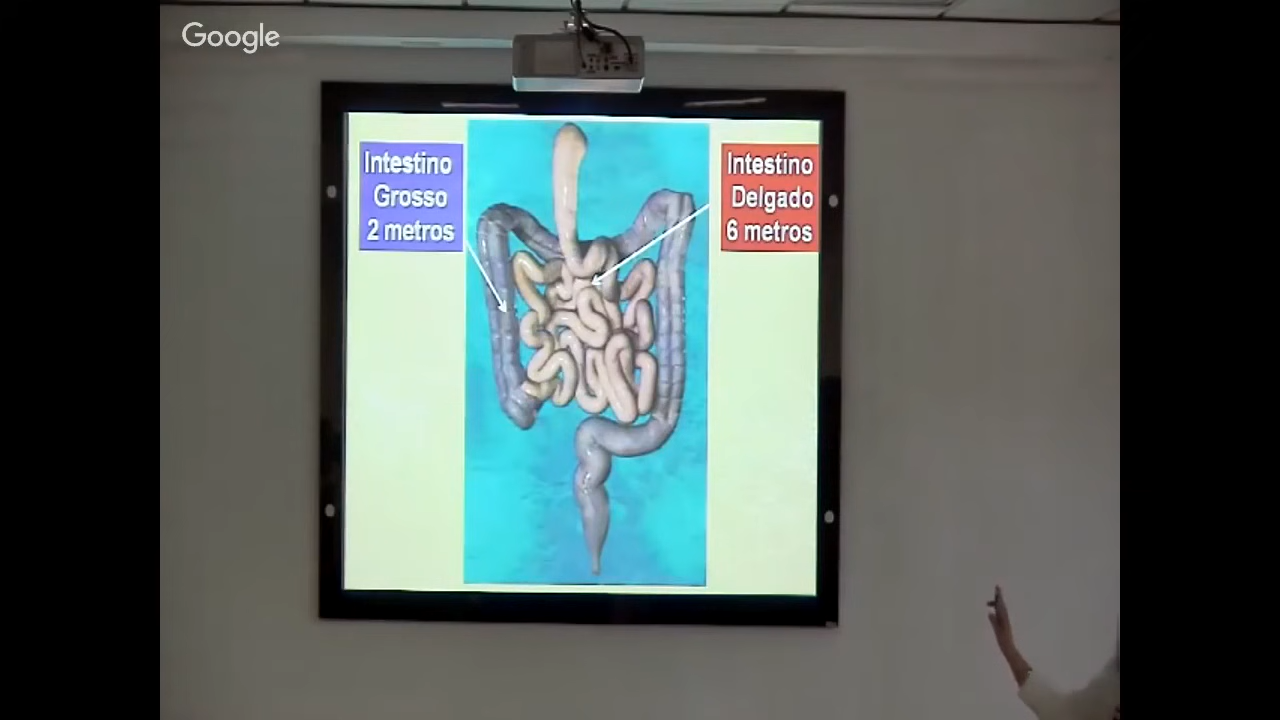 Google
Intestino
Grosso
2 metros
Intestino
Delgado
6 metros